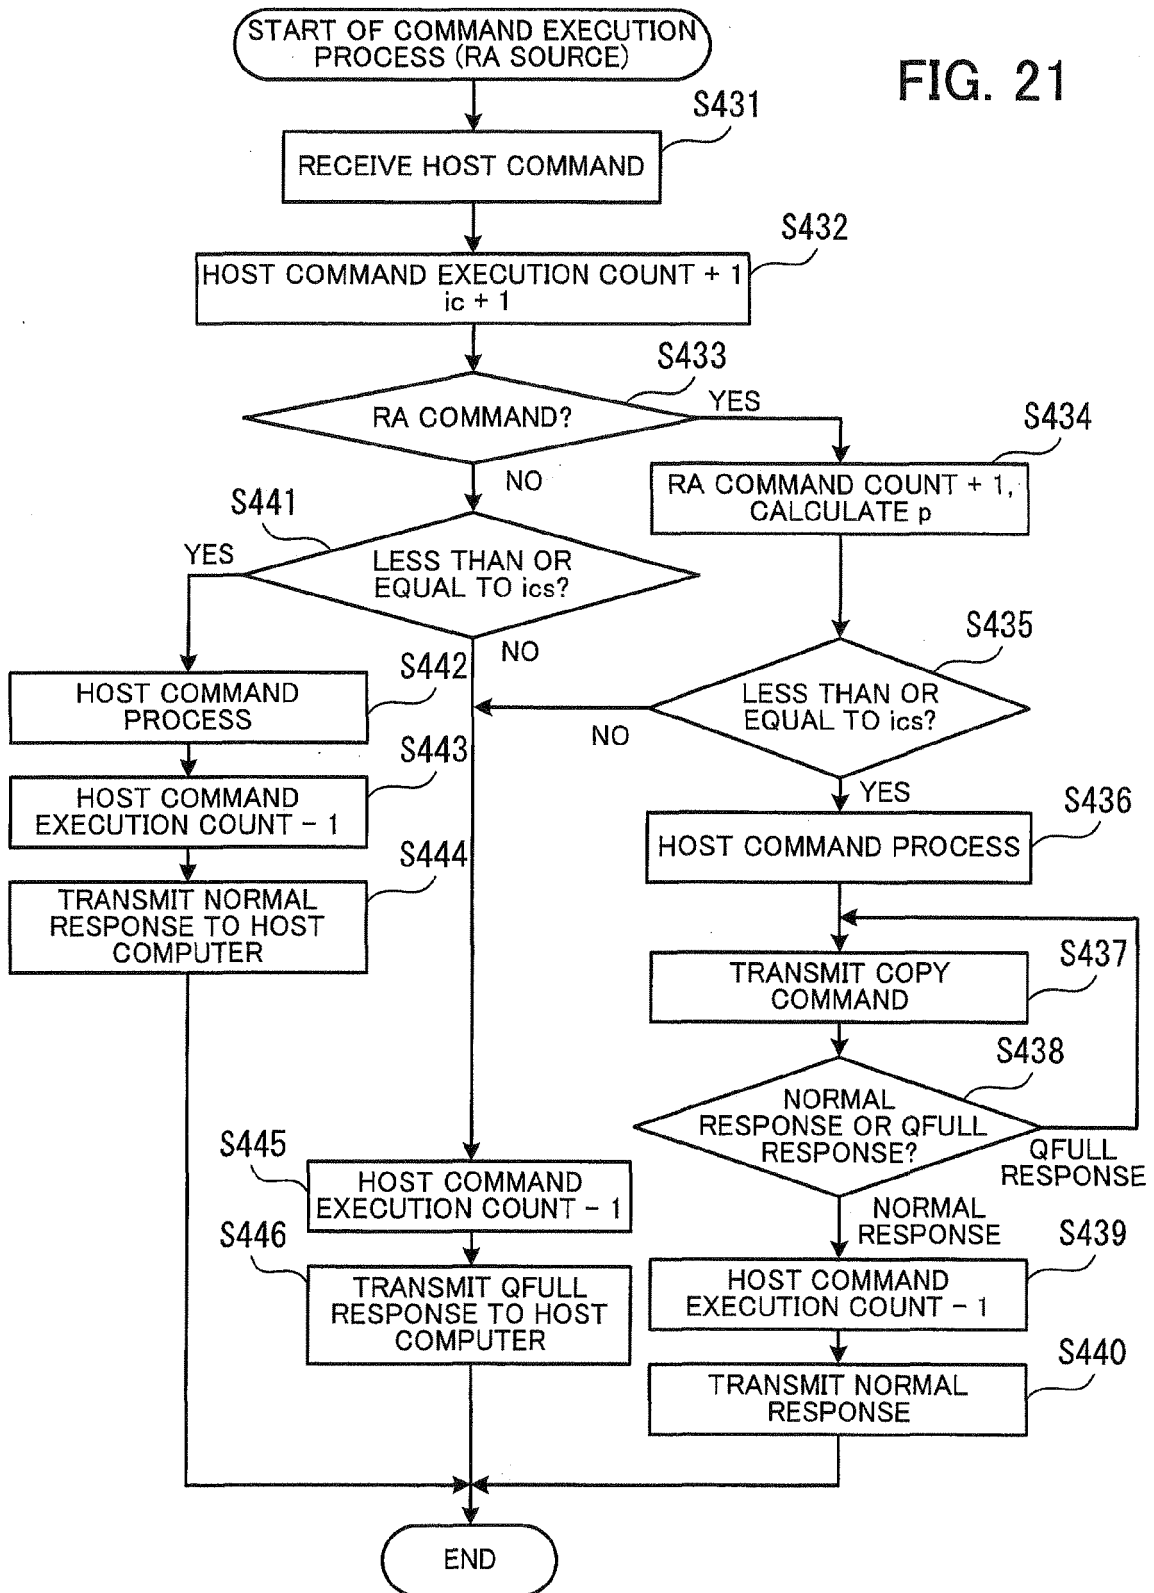 START OF COMMAND EXECUTION
PROCESS (RA SOURCE)
FIG. 21
S431
RECEIVE HOST COMMAND
S432
HOST COMMAND EXECUTION COUNT + 1
ic + 1
S433
RA COMMAND?
YES
NO
S434
RA COMMAND COUNT + 1,
CALCULATE p
S441
LESS THAN OR
EQUAL TO ics?
YES
NO
S435
LESS THAN OR
EQUAL TO ics?
NO
YES
S442
HOST COMMAND
PROCESS
S443
HOST COMMAND
EXECUTION COUNT - 1
S444
TRANSMIT NORMAL
RESPONSE TO HOST
COMPUTER
S436
HOST COMMAND PROCESS
S437
TRANSMIT COPY
COMMAND
S438
NORMAL
RESPONSE OR QFULL
RESPONSE?
QFULL
RESPONSE
NORMAL
RESPONSE
S445
HOST COMMAND
EXECUTION COUNT - 1
S446
TRANSMIT QFULL
RESPONSE TO HOST
COMPUTER
S439
HOST COMMAND
EXECUTION COUNT - 1
S440
TRANSMIT NORMAL
RESPONSE
END